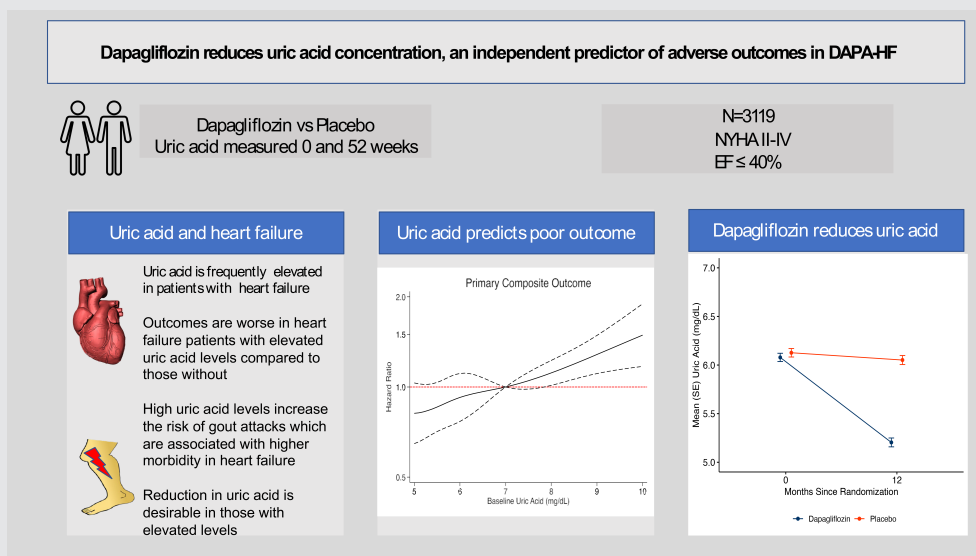 Dapagliflozin reduces uric acid concentration, an independent predictor of adverse outcomes in DAPA-HF
Dapagliflozin vs Placebo
Uric acid measured 0 and 52 weeks
N=3119
NYHA II-IV
EF ≤ 40%
Uric acid and heart failure
Uric acid is frequently elevated
in patients with heart failure
Outcomes are worse in heart
failure patients with elevated
uric acid levels compared to
those without
High uric acid levels increase
the risk of gout attacks which
are associated with higher
morbidity in heart failure
Reduction in uric acid is
desirable in those with
elevated levels
Uric acid predicts poor outcome
Primary Composite Outcome
Hazard Ratio
2.0
1.5
1.0
0.5
5 6 7 8 9 10
Baseline Uric Acid (mg/dL)
Dapagliflozin reduces uric acid
Mean (SE) Uric Acid (mg/dL)
7.0
6.5
6.0
5.5
5.0
0 12
Months Since Randomization
Dapagliflozin Placebo